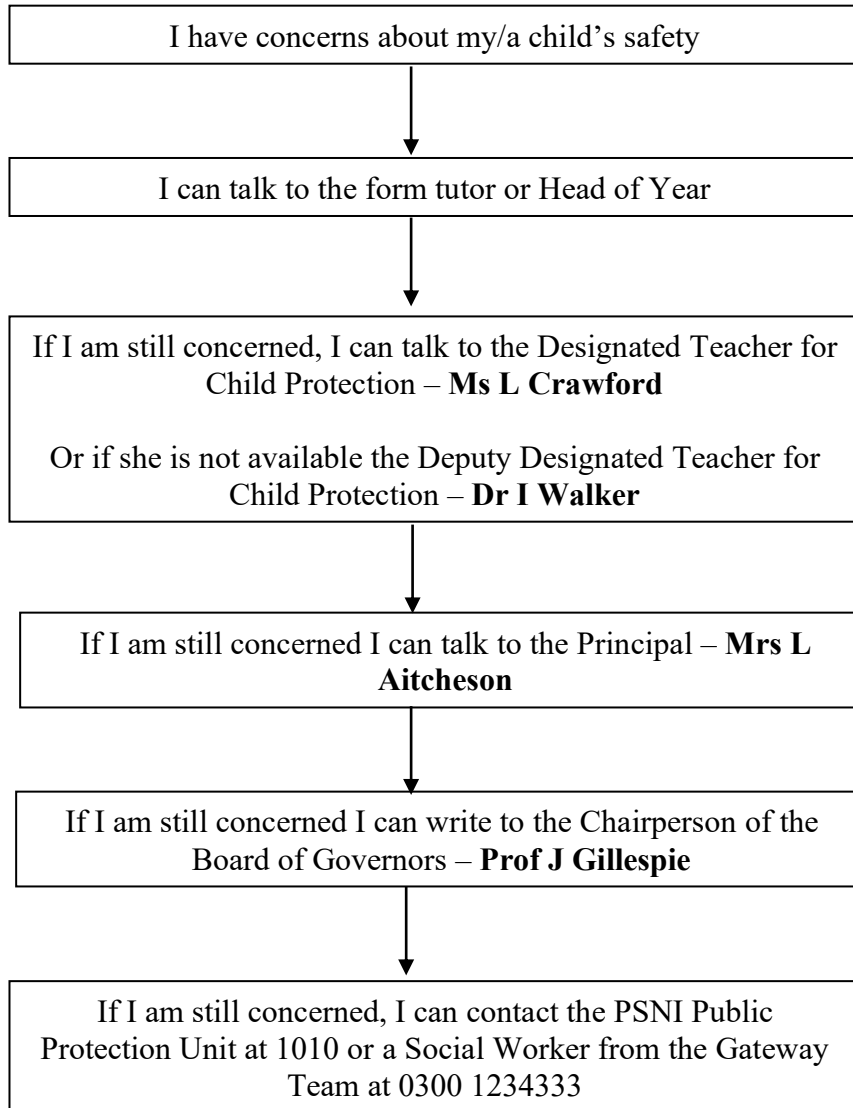 I have concerns about my/a child’s safety
I can talk to the form tutor or Head of Year
If I am still concerned, I can talk to the Designated Teacher for
Child Protection – Ms L Crawford
Or if she is not available the Deputy Designated Teacher for
Child Protection – Dr I Walker
If I am still concerned I can talk to the Principal – Mrs L
Aitcheson
If I am still concerned I can write to the Chairperson of the
Board of Governors – Prof J Gillespie
If I am still concerned, I can contact the PSNI Public
Protection Unit at 1010 or a Social Worker from the Gateway
Team at 0300 1234333